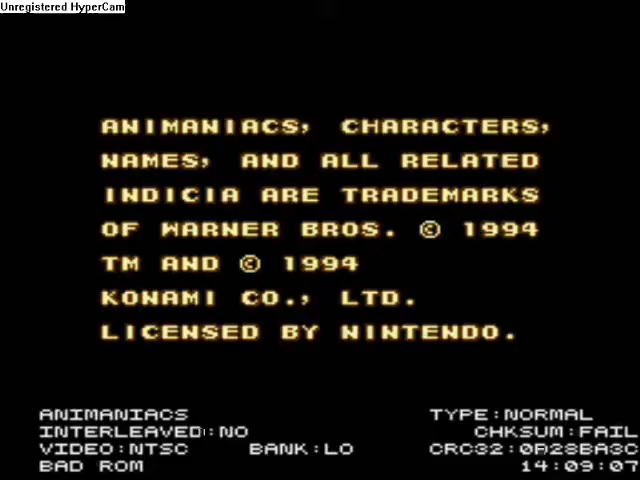 Unregistered HyperCam
ANIMANIACS, CHARACTERS,
NAMES, AND ALL RELATED
INDICIA ARE TRADEMARKS
OF WARNER BROS. © 1994
TM AND © 1994
KONAMI CO., LTD.
LICENSED BY NINTENDO.
ANIMANIACS TYPE:NORMAL
INTERLEAVED:NO CHKSUM:FAIL
VIDEO:NTSC BANK:LO CRC32:0A28BA3C
BAD ROM 14:09:07